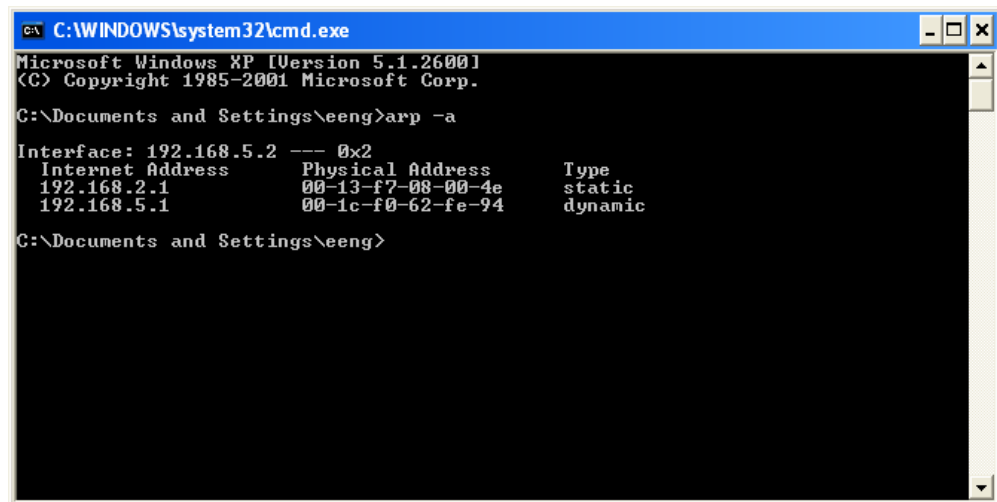 C:\WINDOWS\system32\cmd.exe
Microsoft Windows XP [Version 5.1.2600]
(C) Copyright 1985-2001 Microsoft Corp.
C:\Documents and Settings\eeng>arp -a
Interface: 192.168.5.2 --- 0x2
Internet Address Physical Address Type
192.168.2.1 00-13-f7-08-00-4e static
192.168.5.1 00-1c-f0-62-fe-94 dynamic
C:\Documents and Settings\eeng>